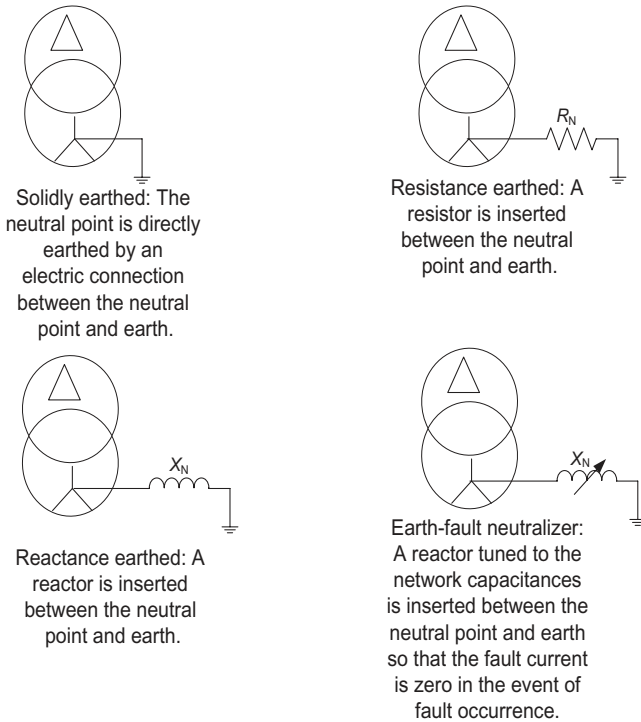 Solidly earthed: The
neutral point is directly
earthed by an
electric connection
between the neutral
point and earth.
R_N
Resistance earthed: A
resistor is inserted
between the neutral
point and earth.
X_N
Reactance earthed: A
reactor is inserted
between the neutral
point and earth.
X_N
Earth-fault neutralizer:
A reactor tuned to the
network capacitances
is inserted between the
neutral point and earth
so that the fault current
is zero in the event of
fault occurrence.